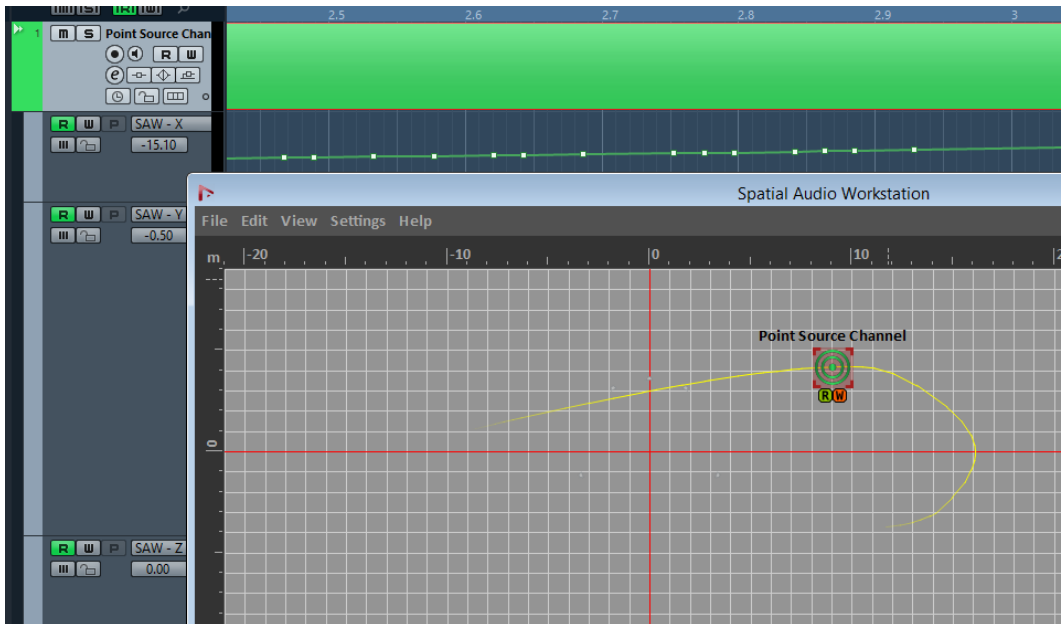 2.5 2.6 2.7 2.8 2.9 3
1 m S Point Source Chan
R W
e
R W P SAW - X
-15.10
Spatial Audio Workstation
R W P SAW - Y
File Edit View Settings Help
-0.50
m -20 -10 0 10
Point Source Channel
R W
0
R W P SAW - Z
0.00